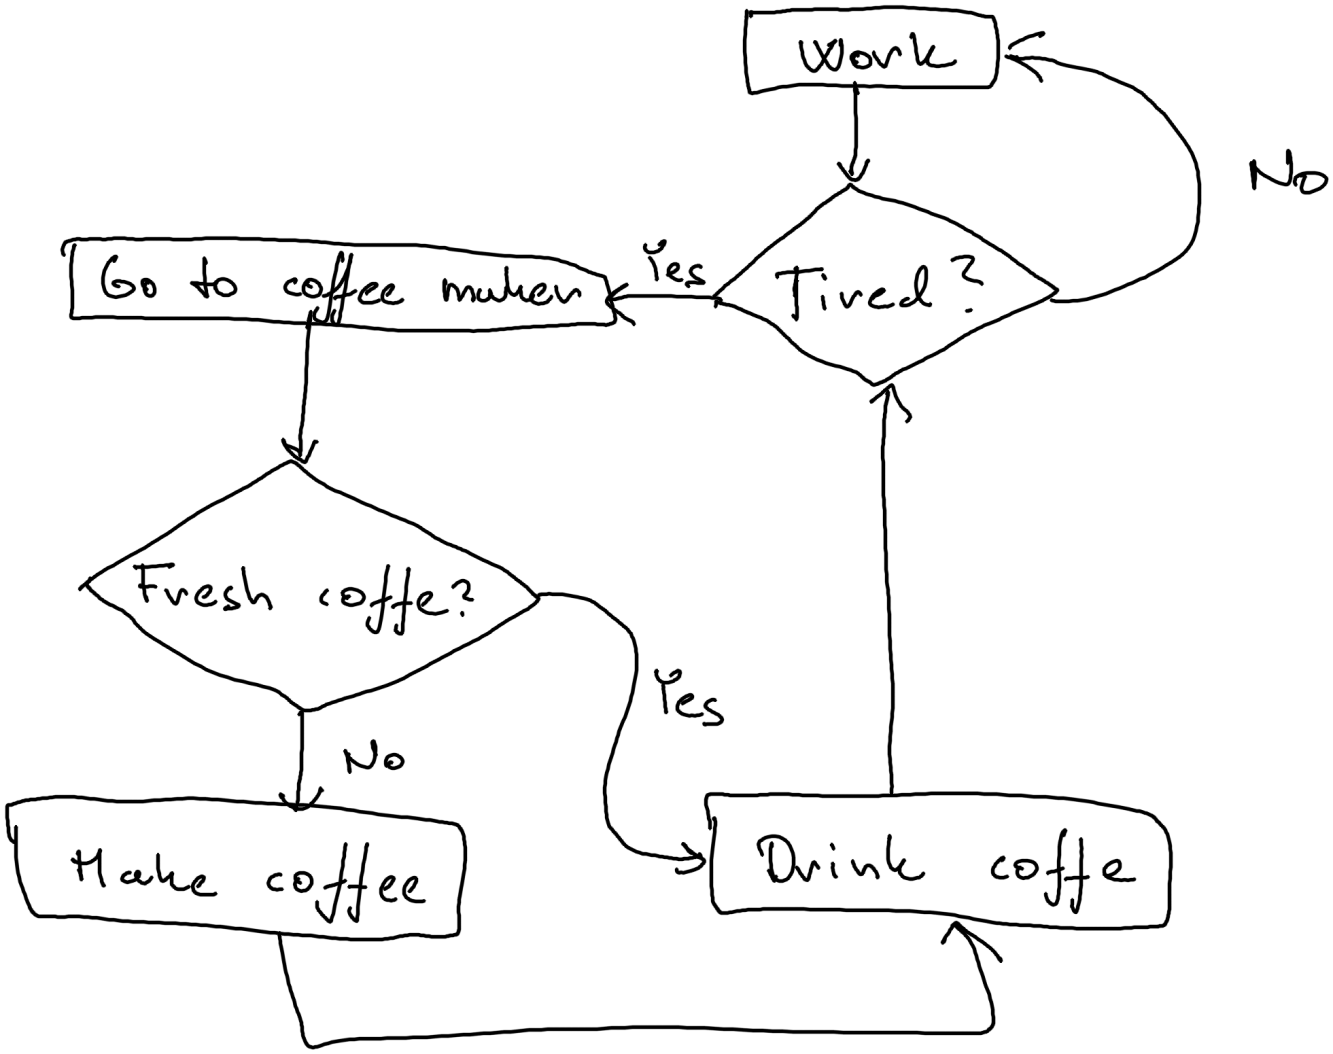 Work
No
Yes
Go to coffee maker
Tired?
Fresh coffe?
Yes
No
Make coffee
Drink coffe